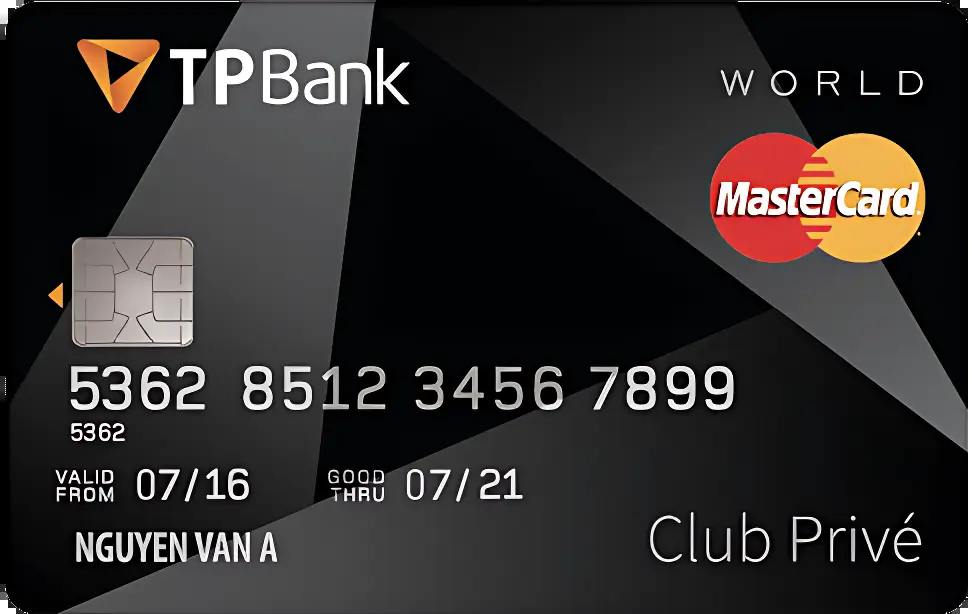 TPBank
WORLD
MasterCard
5362 8512 3456 7899
5362
VALID FROM 07/16 GOOD THRU 07/21
NGUYEN VAN A
Club Privé